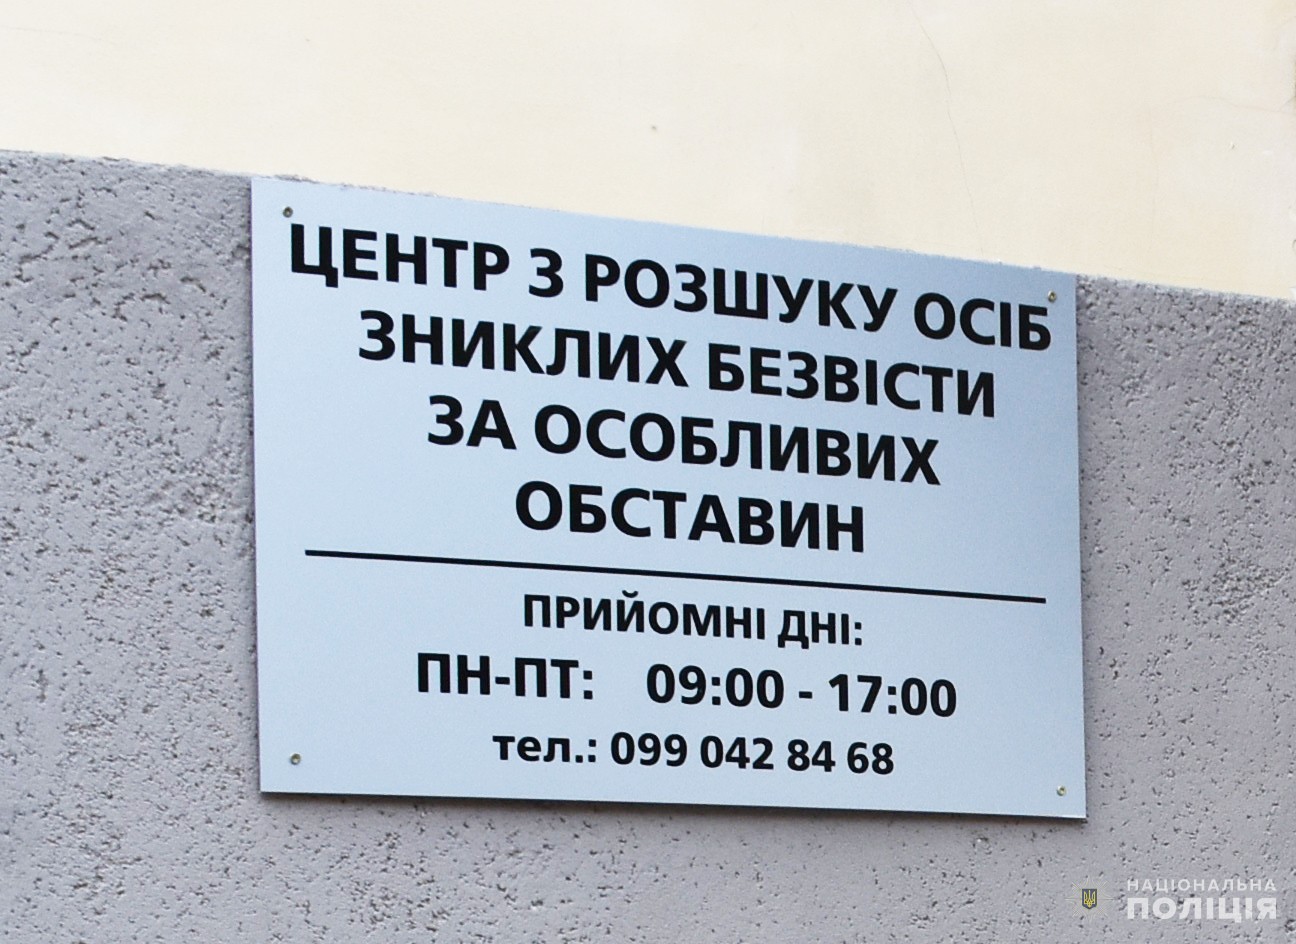 ЦЕНТР З РОЗШУКУ ОСІБ
ЗНИКЛИХ БЕЗВІСТИ
ЗА ОСОБЛИВИХ
ОБСТАВИН
ПРИЙОМНІ ДНІ:
ПН-ПТ: 09:00 - 17:00
тел.: 099 042 84 68
НАЦІОНАЛЬНА
ПОЛІЦІЯ